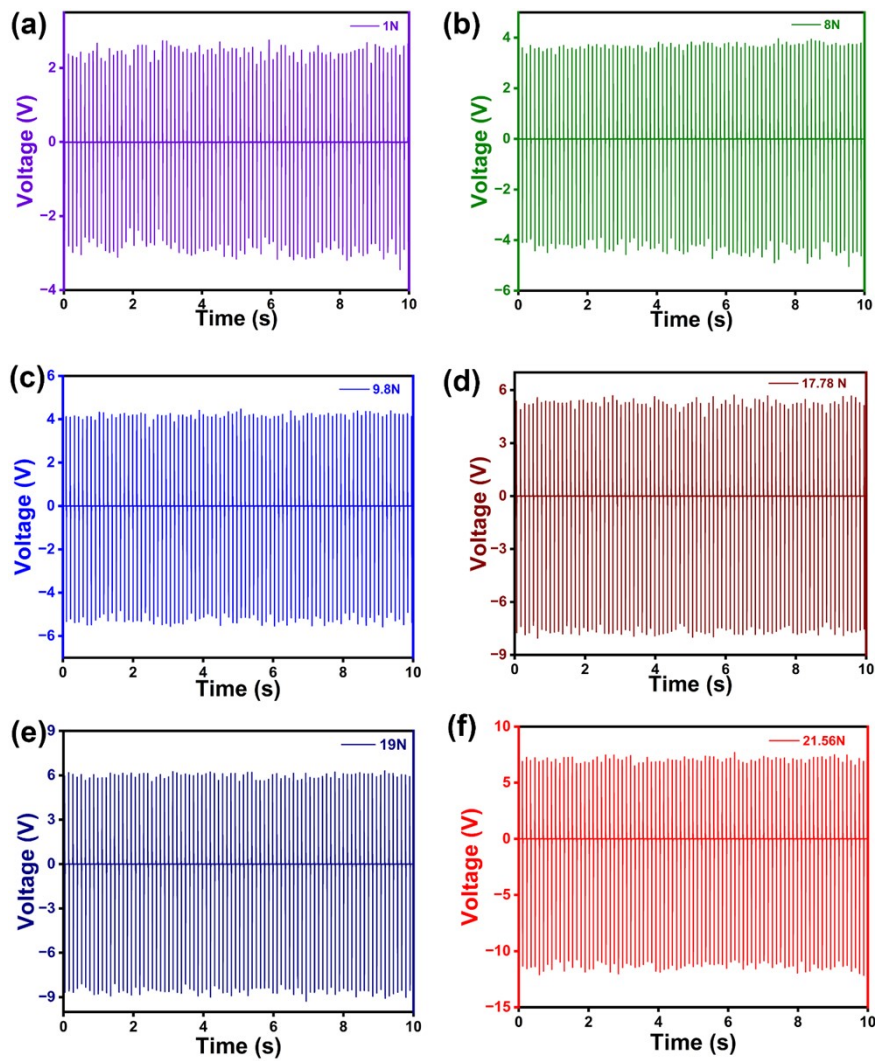 (a)
1N
Voltage (V)
2
0
−2
−4
0 2 4 6 8 10
Time (s)
(b)
8N
Voltage (V)
4
2
0
−2
−4
−6
0 2 4 6 8 10
Time (s)
(c)
9.8N
Voltage (V)
6
4
2
0
−2
−4
−6
0 2 4 6 8 10
Time (s)
(d)
17.78 N
Voltage (V)
6
3
0
−3
−6
−9
0 2 4 6 8 10
Time (s)
(e)
19N
Voltage (V)
9
6
3
0
−3
−6
−9
0 2 4 6 8 10
Time (s)
(f)
21.56N
Voltage (V)
10
5
0
−5
−10
−15
0 2 4 6 8 10
Time (s)